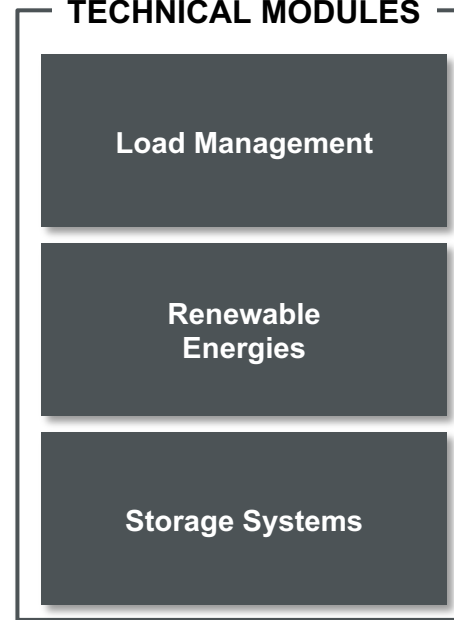 TECHNICAL MODULES
Load Management
Renewable
Energies
Storage Systems